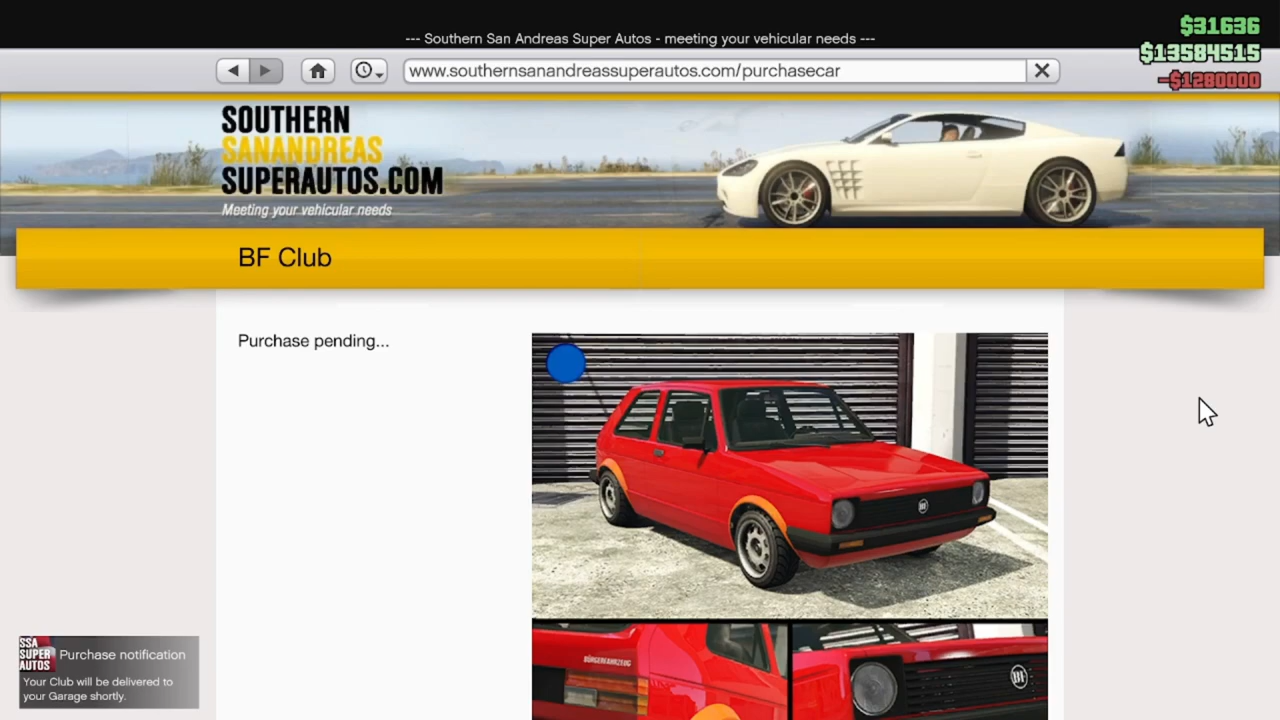 --- Southern San Andreas Super Autos - meeting your vehicular needs ---
$31636
$13584515
-$1280000
www.southernsanandreassuperautos.com/purchasecar
SOUTHERN
SANANDREAS
SUPERAUTOS.COM
Meeting your vehicular needs
BF Club
Purchase pending...
BÜRGERFAHRZEUG
SSA
SUPER
AUTOS
Purchase notification
Your Club will be delivered to
your Garage shortly.